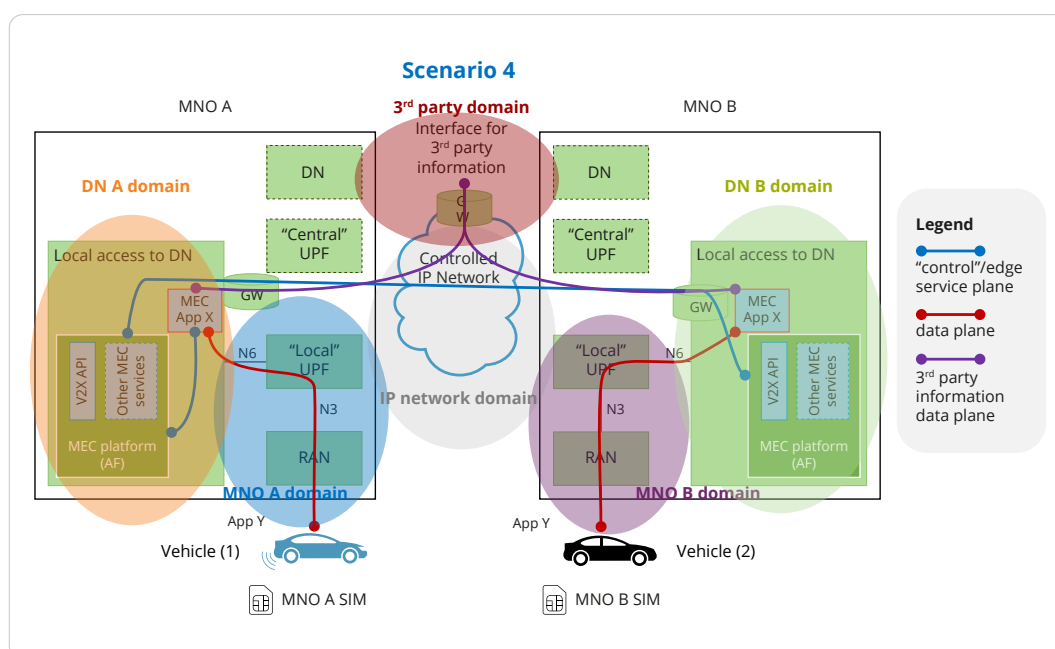 Scenario 4
MNO A
3rd party domain
MNO B
Interface for
3rd party
information
DN
DN
DN A domain
DN B domain
G
W
"Central"
UPF
"Central"
UPF
Local access to DN
Controlled
IP Network
Local access to DN
GW
GW
MEC
App X
MEC
App X
N6
"Local"
UPF
"Local"
UPF
N6
V2X API
Other MEC
services
V2X API
Other MEC
services
IP network domain
N3
N3
MEC platform
(AF)
RAN
RAN
MEC platform
(AF)
MNO A domain
MNO B domain
App Y
App Y
Vehicle (1)
Vehicle (2)
MNO A SIM
MNO B SIM
Legend
"control"/edge
service plane
data plane
3rd party
information
data plane